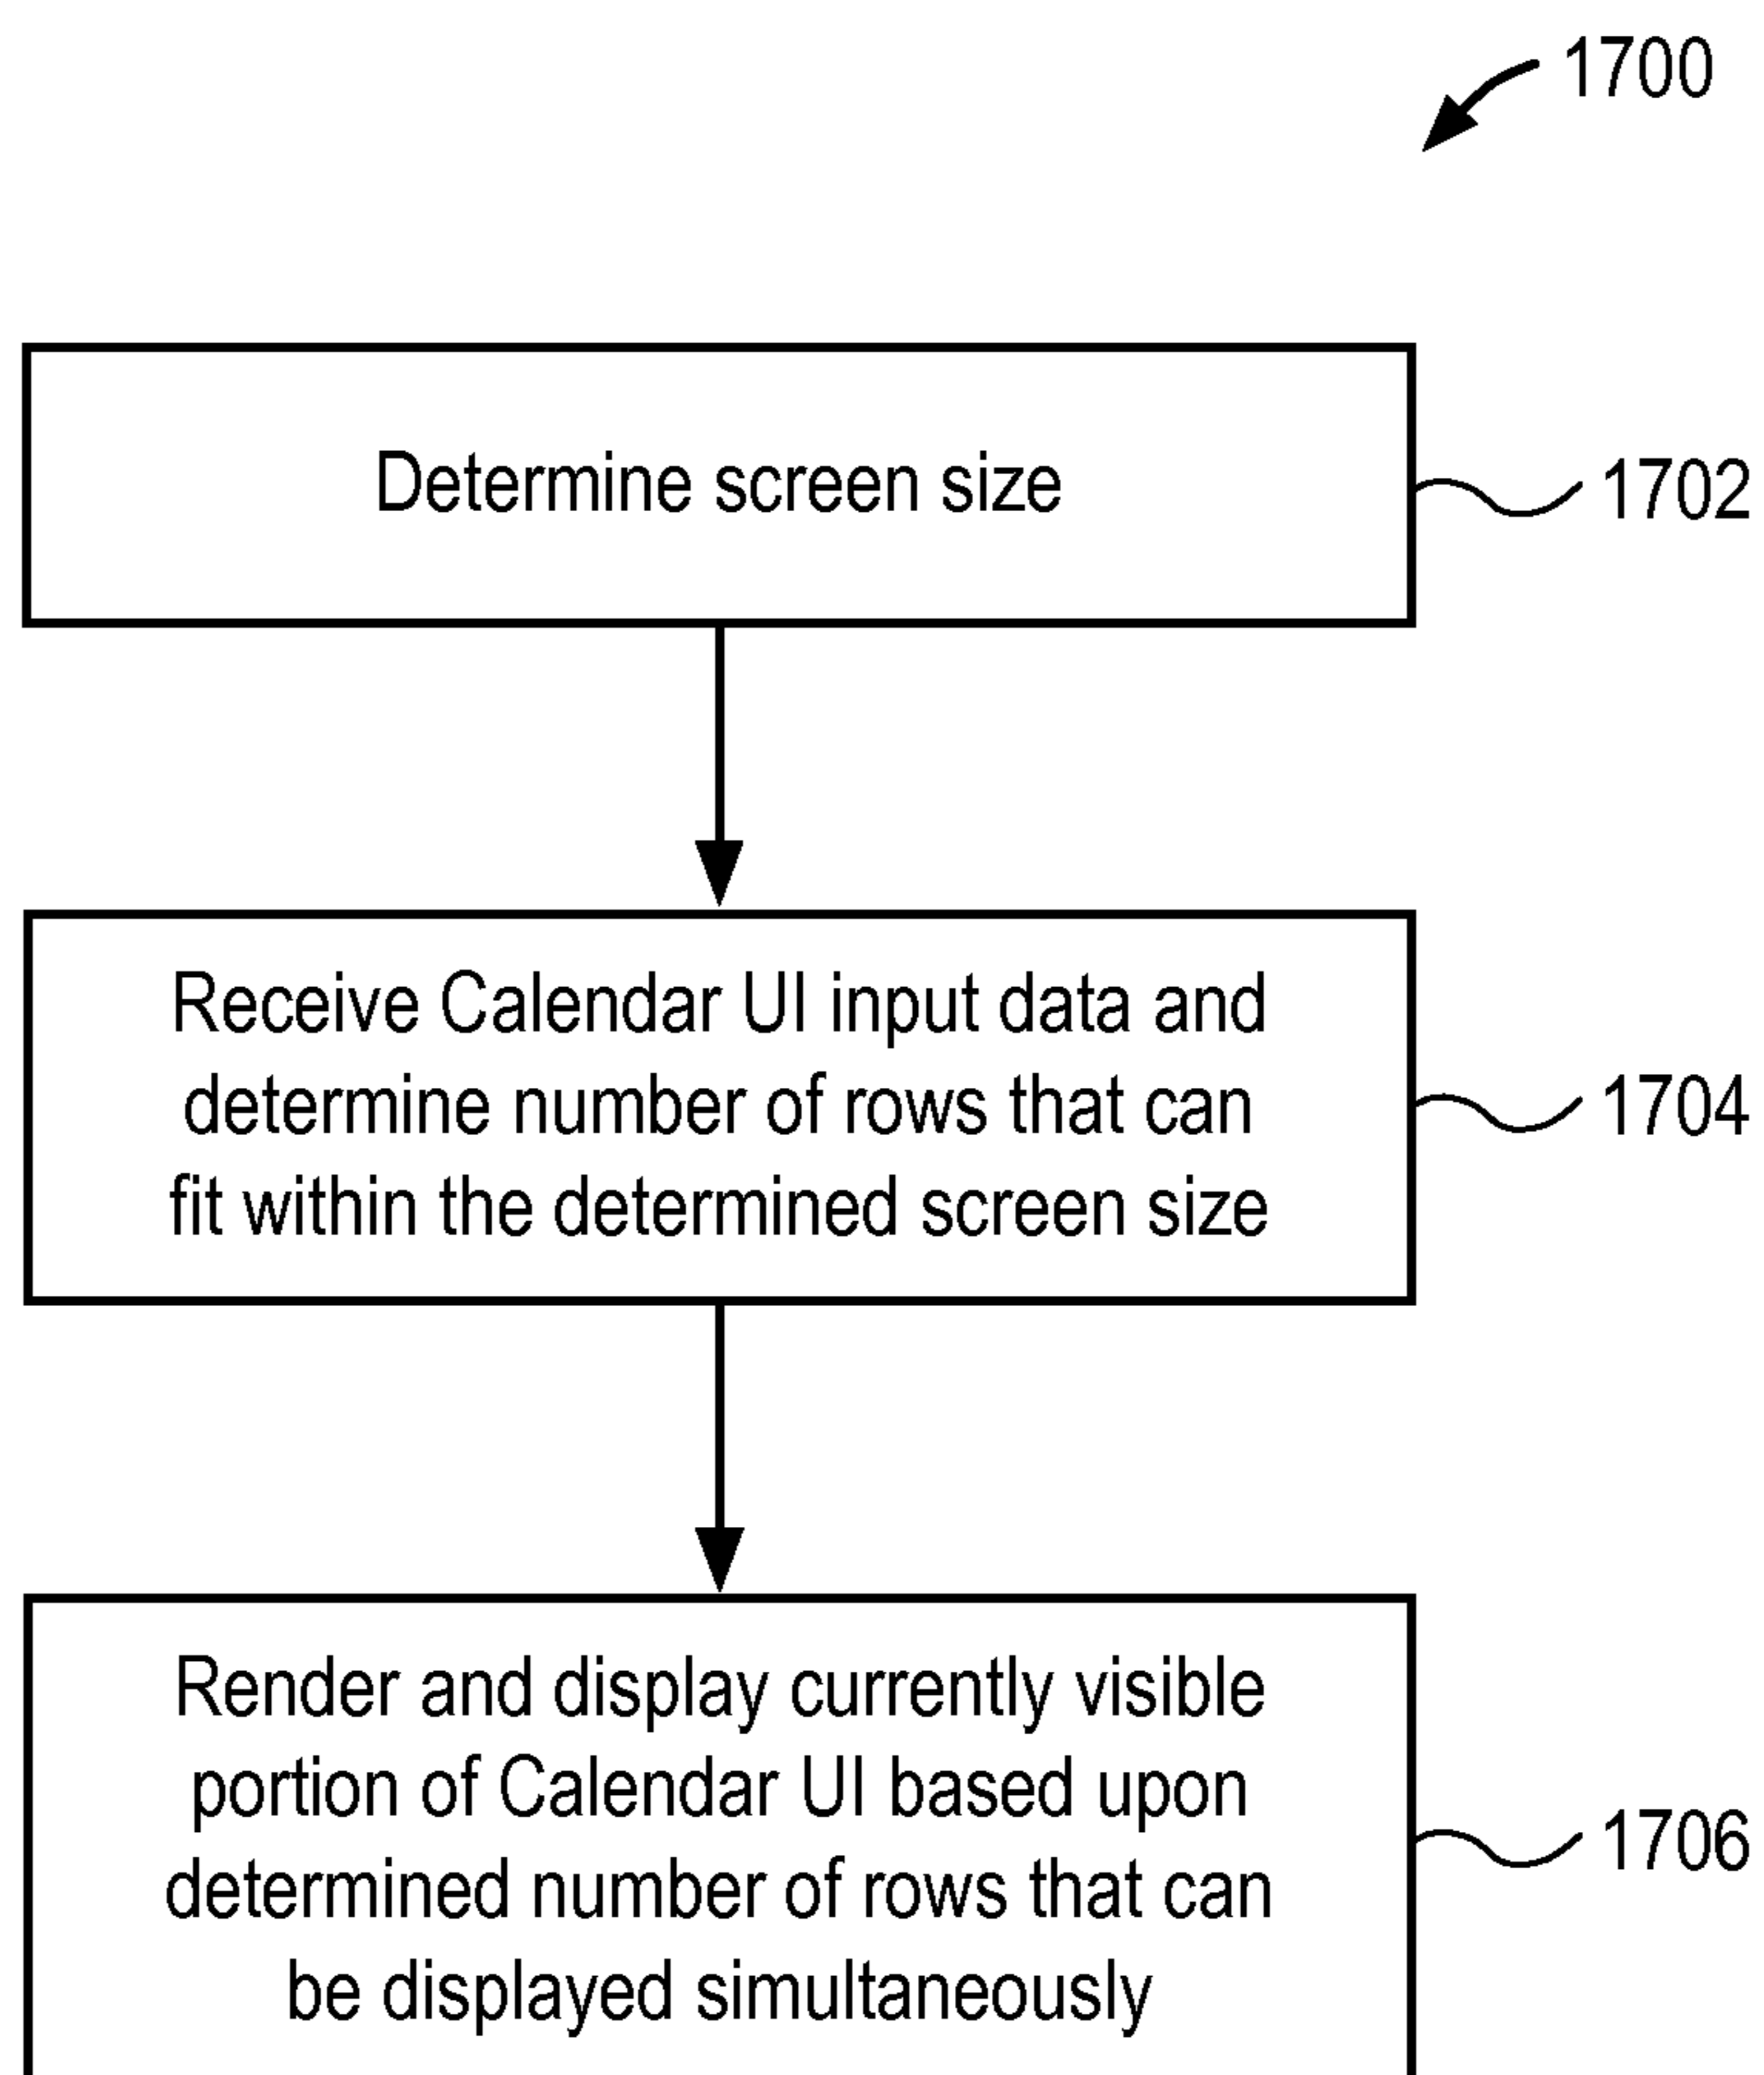 1700
Determine screen size
1702
Receive Calendar UI input data and
determine number of rows that can
fit within the determined screen size
1704
Render and display currently visible
portion of Calendar UI based upon
determined number of rows that can
be displayed simultaneously
1706